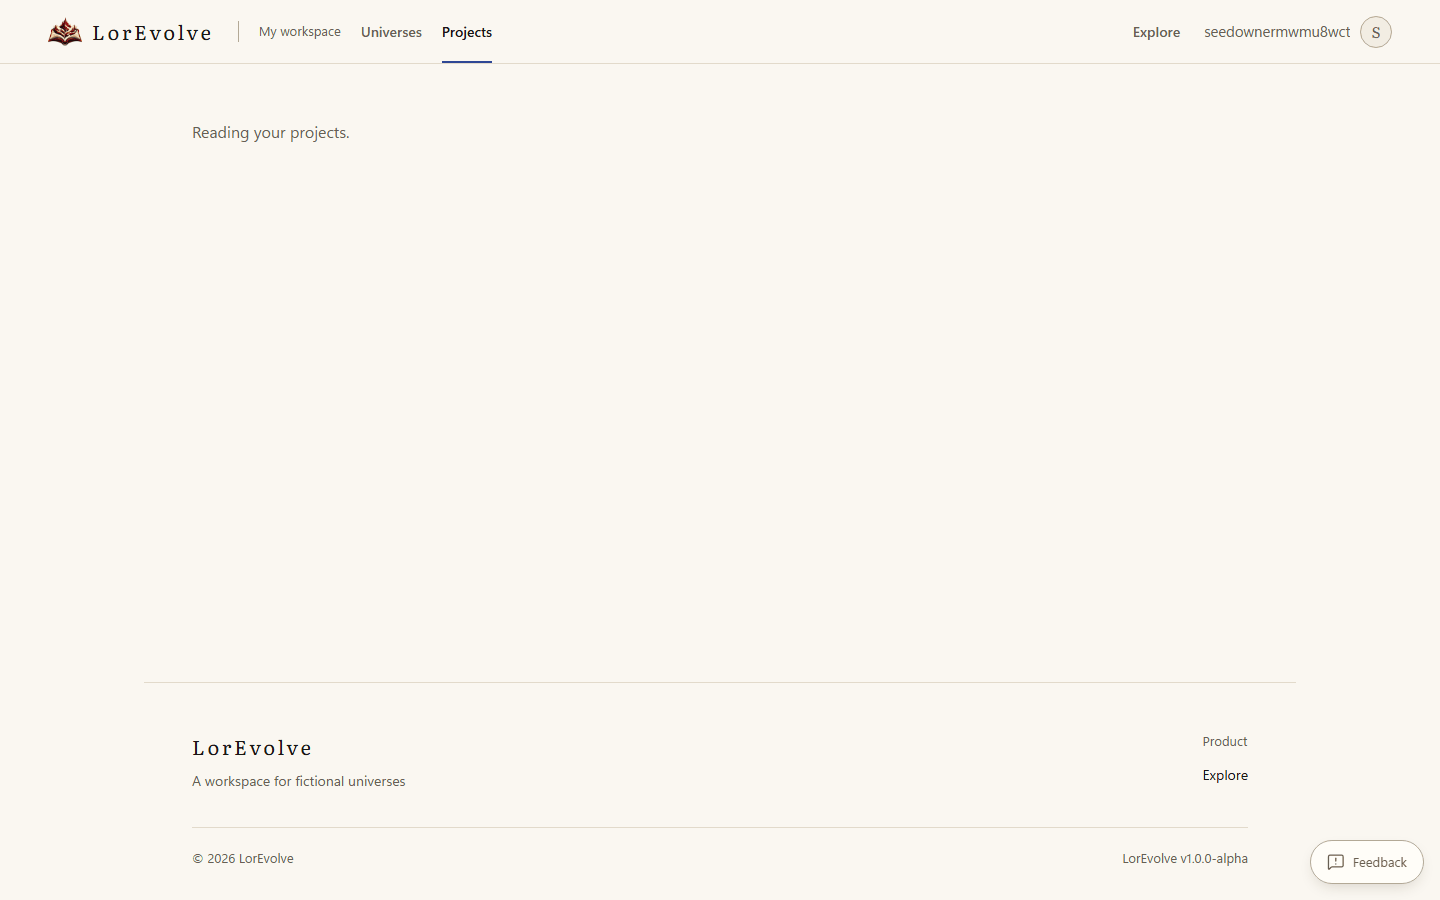 LorEvolve
My workspace
Universes
Projects
Explore
seedownermwmu8wct
S
Reading your projects.
LorEvolve
A workspace for fictional universes
Product
Explore
© 2026 LorEvolve
LorEvolve v1.0.0-alpha
Feedback